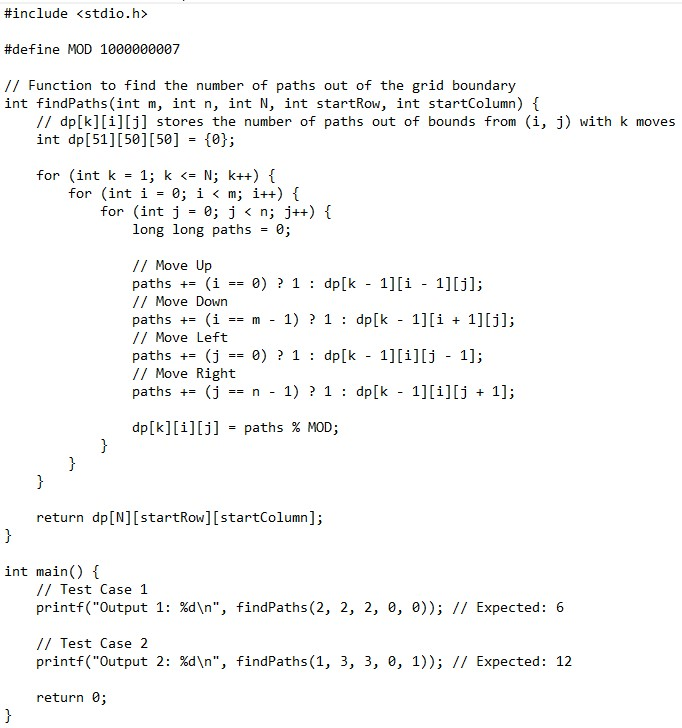 #include <stdio.h>

#define MOD 1000000007

// Function to find the number of paths out of the grid boundary
int findPaths(int m, int n, int N, int startRow, int startColumn) {
    // dp[k][i][j] stores the number of paths out of bounds from (i, j) with k moves
    int dp[51][50][50] = {0};

    for (int k = 1; k <= N; k++) {
        for (int i = 0; i < m; i++) {
            for (int j = 0; j < n; j++) {
                long long paths = 0;

                // Move Up
                paths += (i == 0) ? 1 : dp[k - 1][i - 1][j];
                // Move Down
                paths += (i == m - 1) ? 1 : dp[k - 1][i + 1][j];
                // Move Left
                paths += (j == 0) ? 1 : dp[k - 1][i][j - 1];
                // Move Right
                paths += (j == n - 1) ? 1 : dp[k - 1][i][j + 1];

                dp[k][i][j] = paths % MOD;
            }
        }
    }

    return dp[N][startRow][startColumn];
}

int main() {
    // Test Case 1
    printf("Output 1: %d\n", findPaths(2, 2, 2, 0, 0)); // Expected: 6

    // Test Case 2
    printf("Output 2: %d\n", findPaths(1, 3, 3, 0, 1)); // Expected: 12

    return 0;
}